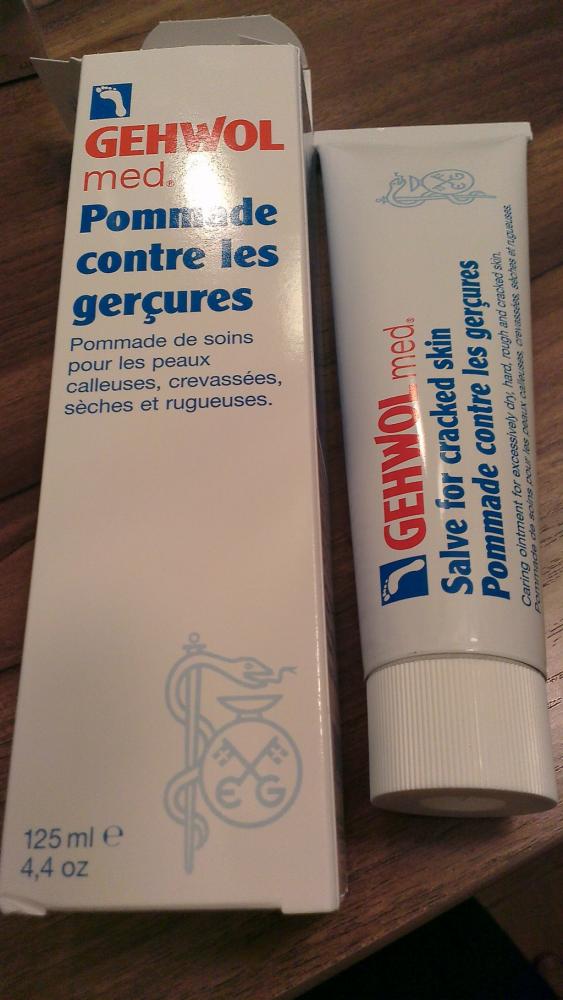 GEHWOL
med.®
Pommade
contre les
gerçures
Pommade de soins
pour les peaux
calleuses, crevassées,
sèches et rugueuses.
E G
125 ml ℮
4,4 oz
E G
GEHWOL med.®
Salve for cracked skin
Pommade contre les gerçures
Caring ointment for excessively dry, hard, rough and cracked skin.
Pommade de soins pour les peaux calleuses, crevassées, sèches et rugueuses.